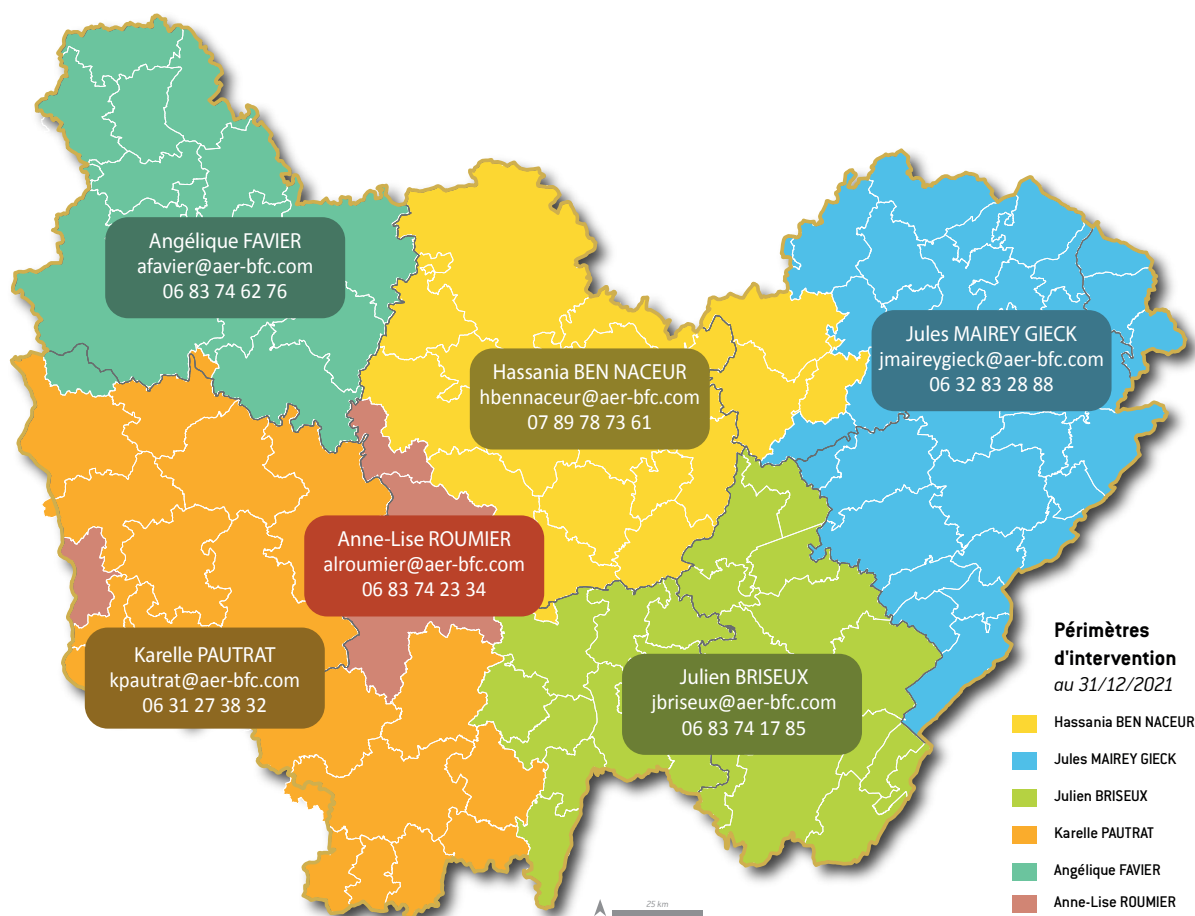 Angélique FAVIER
afavier@aer-bfc.com
06 83 74 62 76
Hassania BEN NACEUR
hbennaceur@aer-bfc.com
07 89 78 73 61
Jules MAIREY GIECK
jmaireygieck@aer-bfc.com
06 32 83 28 88
Anne-Lise ROUMIER
alroumier@aer-bfc.com
06 83 74 23 34
Karelle PAUTRAT
kpautrat@aer-bfc.com
06 31 27 38 32
Julien BRISEUX
jbriseux@aer-bfc.com
06 83 74 17 85
Périmètres
d'intervention
au 31/12/2021
Hassania BEN NACEUR
Jules MAIREY GIECK
Julien BRISEUX
Karelle PAUTRAT
Angélique FAVIER
Anne-Lise ROUMIER
25 km